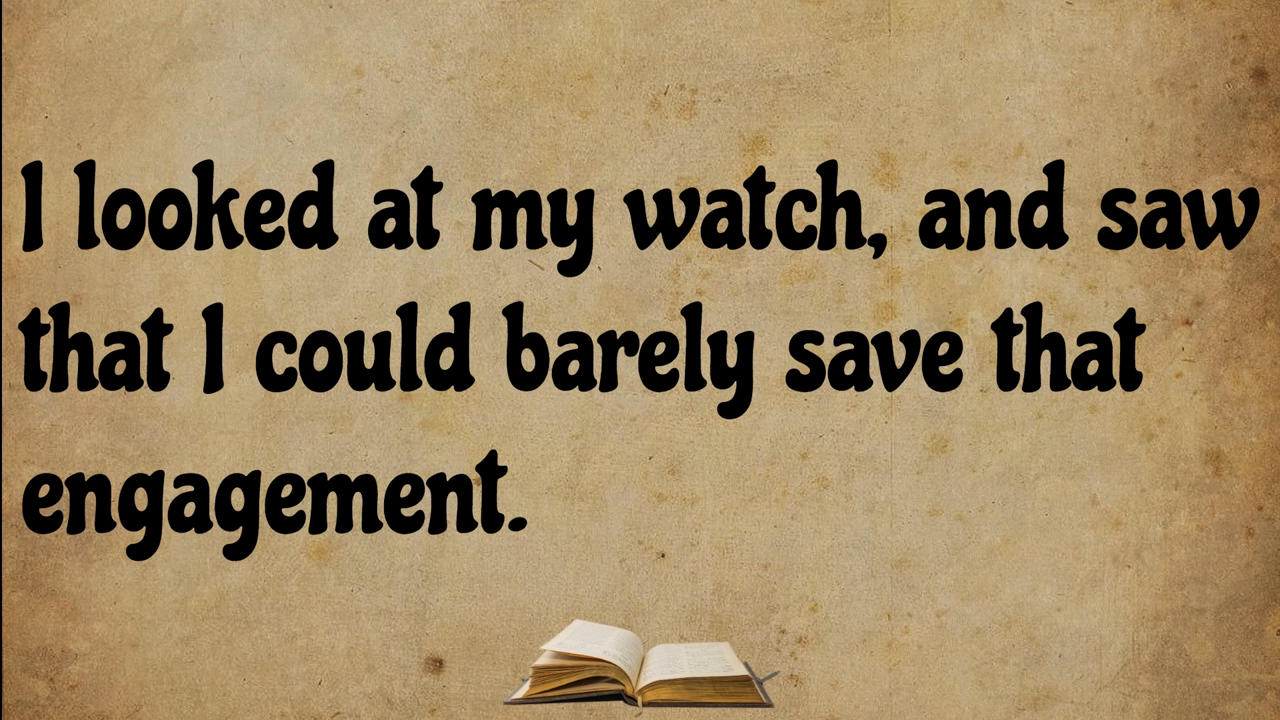 I looked at my watch, and saw
that I could barely save that
engagement.